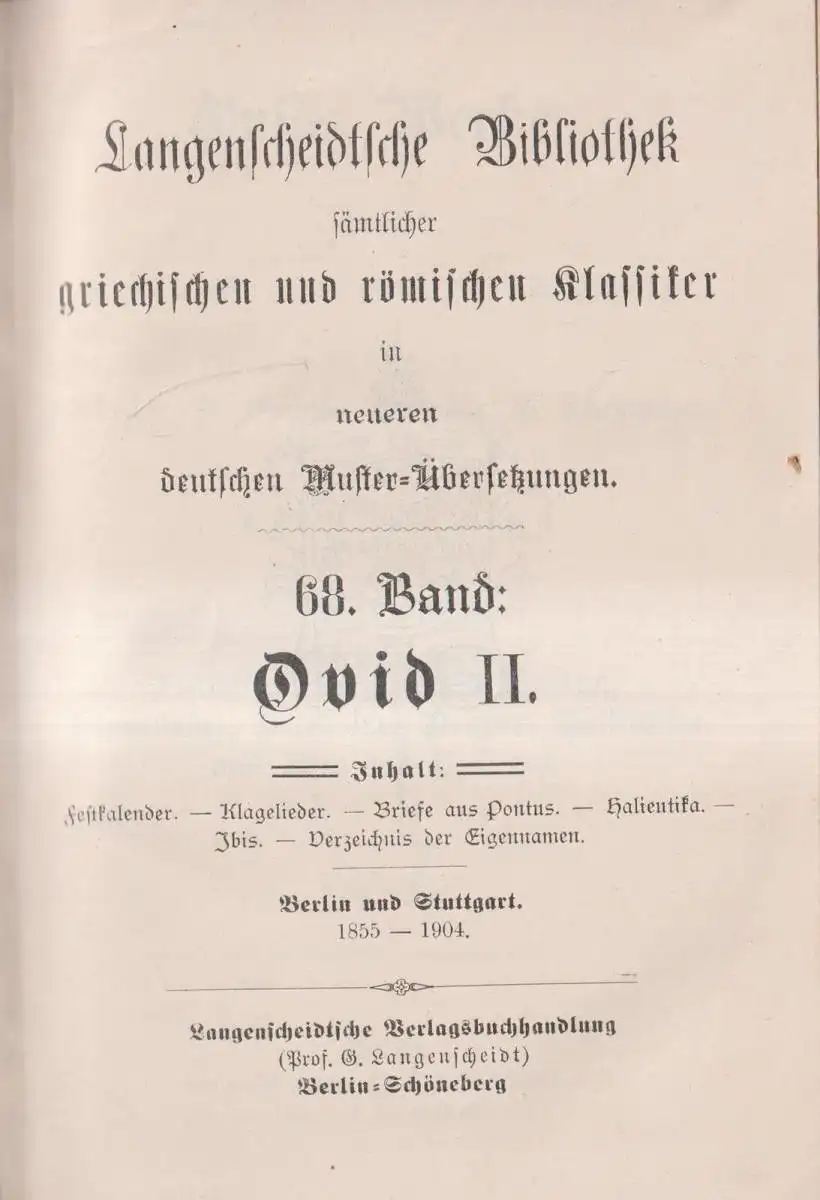 Langenscheidtsche Bibliothek
sämtlicher
griechischen und römischen Klassiker
in
neueren
deutschen Muster-Übersetzungen.
68. Band:
Ovid II.
Inhalt:
Festkalender. — Klagelieder. — Briefe aus Pontus. — Halieutika. —
Ibis. — Verzeichnis der Eigennamen.
Berlin und Stuttgart.
1855 — 1904.
Langenscheidtsche Verlagsbuchhandlung
(Prof. G. Langenscheidt)
Berlin-Schöneberg